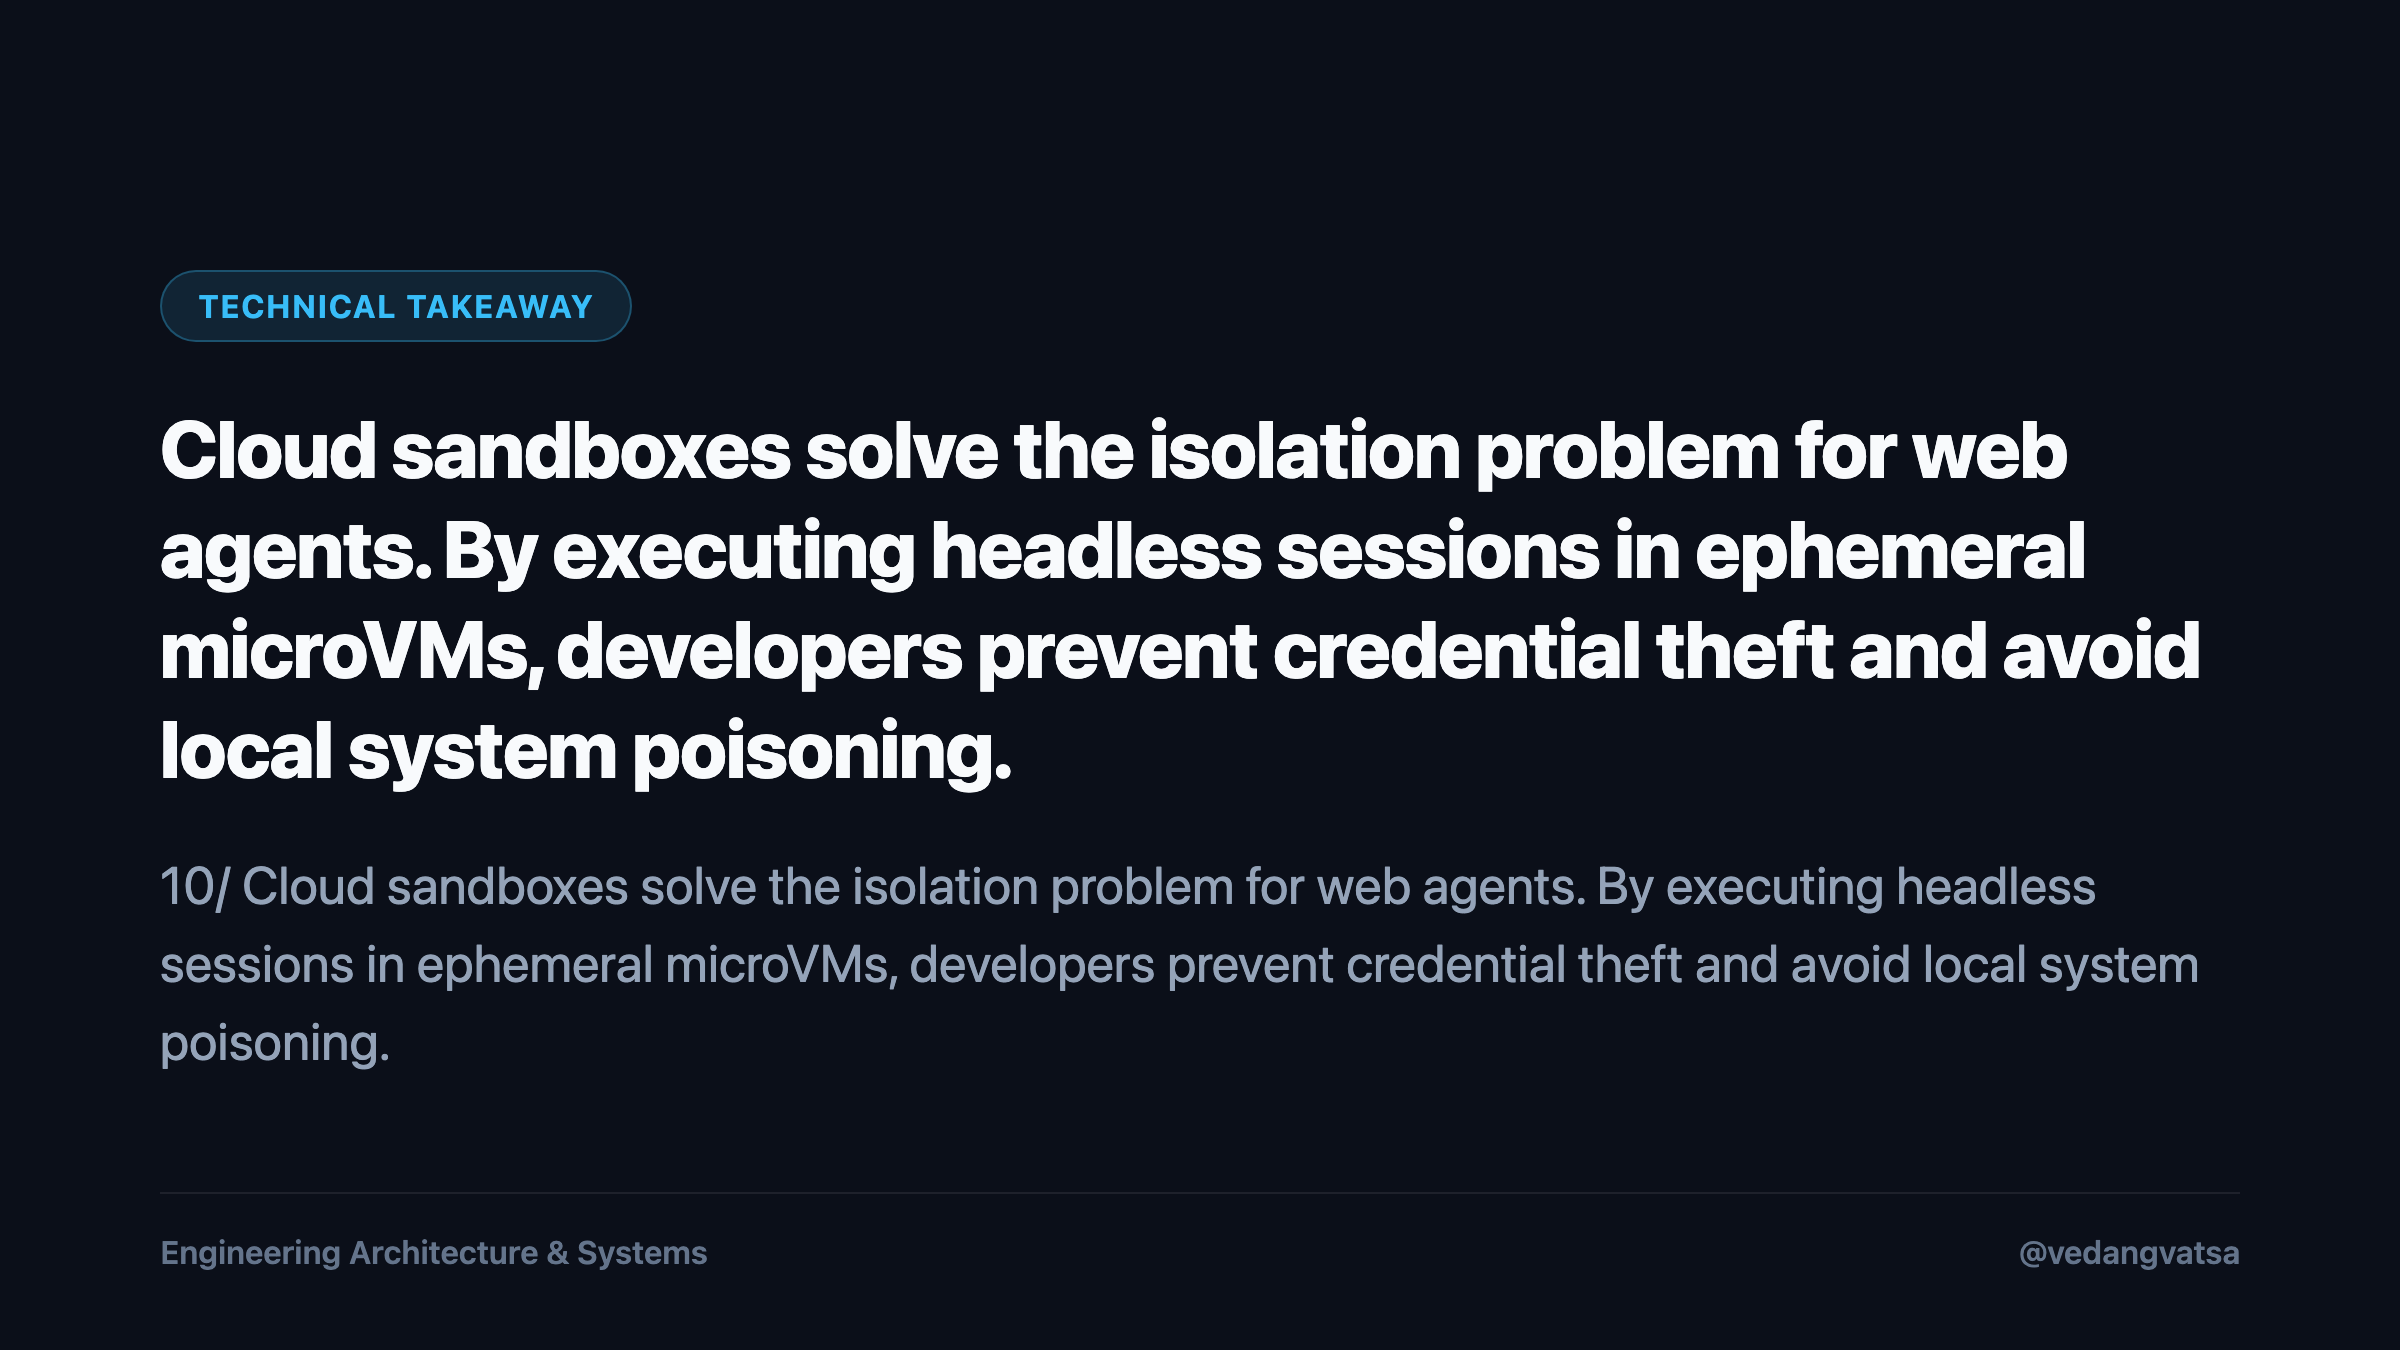 TECHNICAL TAKEAWAY
Cloud sandboxes solve the isolation problem for web
agents. By executing headless sessions in ephemeral
microVMs, developers prevent credential theft and avoid
local system poisoning.
10/ Cloud sandboxes solve the isolation problem for web agents. By executing headless
sessions in ephemeral microVMs, developers prevent credential theft and avoid local system
poisoning.
Engineering Architecture & Systems
@vedangvatsa